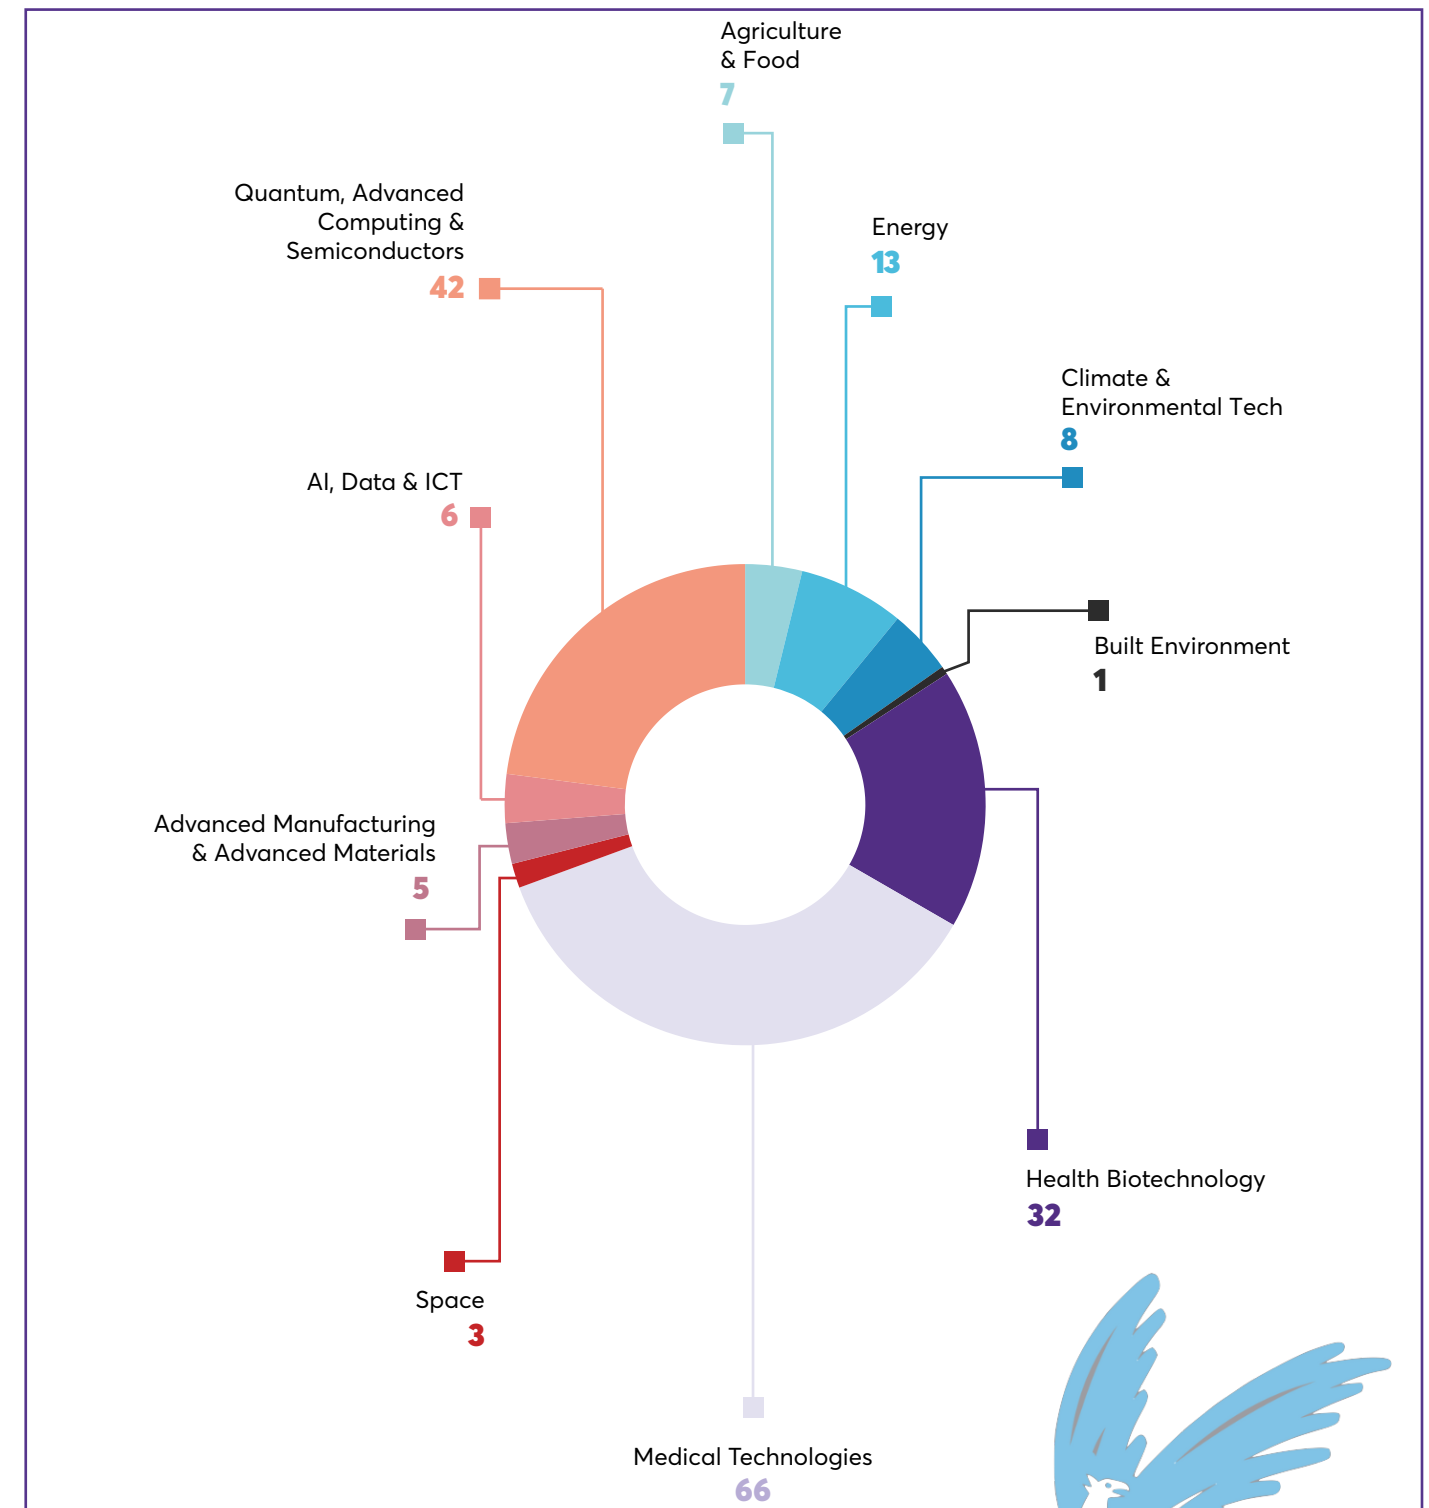 Agriculture
& Food
7
Quantum, Advanced
Computing &
Semiconductors
42
Energy
13
Climate &
Environmental Tech
8
AI, Data & ICT
6
Built Environment
1
Advanced Manufacturing
& Advanced Materials
5
Health Biotechnology
32
Space
3
Medical Technologies
66